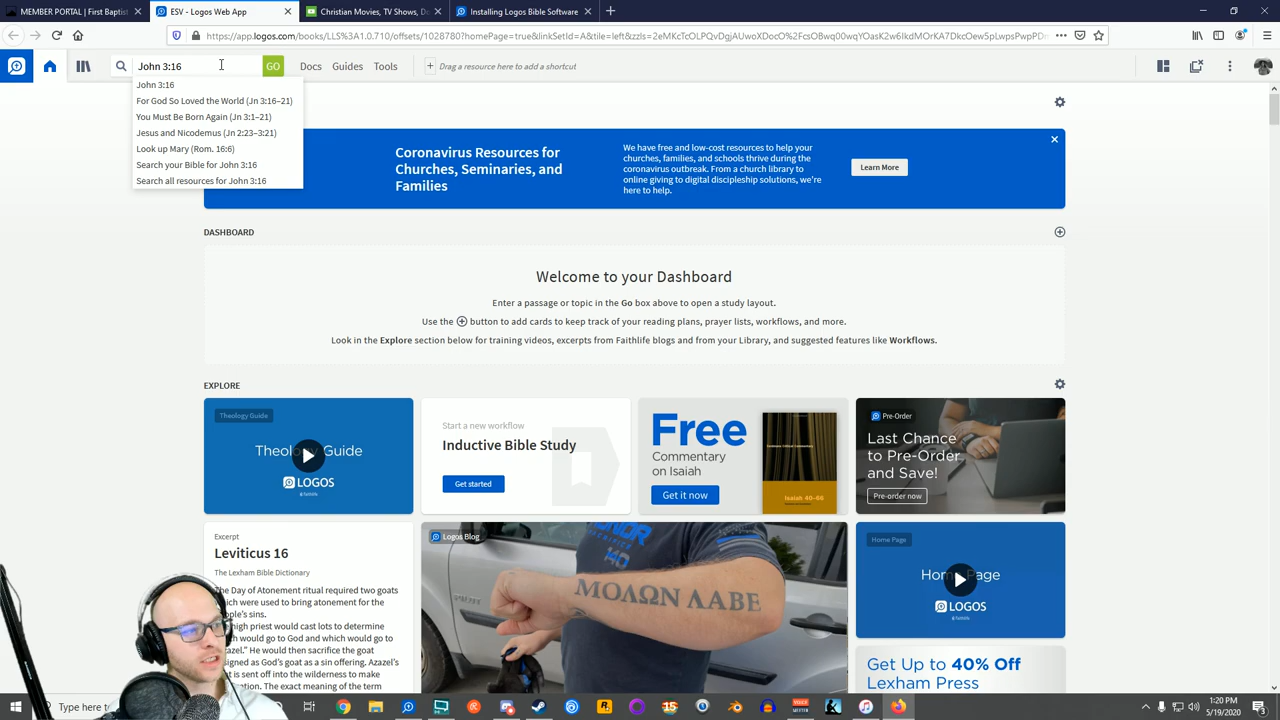 MEMBER PORTAL | First Baptist
ESV - Logos Web App
Christian Movies, TV Shows, Do
Installing Logos Bible Software
https://app.logos.com/books/LLS%3A1.0.710/offsets/1028780?homePage=true&linkSetId=A&tile=left&zzls=
John 3:16
GO
Docs
Guides
Tools
Drag a resource here to add a shortcut
John 3:16
For God So Loved the World (Jn 3:16–21)
You Must Be Born Again (Jn 3:1–21)
Jesus and Nicodemus (Jn 2:23–3:21)
Look up Mary (Rom. 16:6)
Search your Bible for John 3:16
Search all resources for John 3:16
Coronavirus Resources for
Churches, Seminaries, and
Families
We have free and low-cost resources to help your
churches, families, and schools thrive during the
coronavirus outbreak. From a church library to
online giving to digital discipleship solutions, we're
here to help.
Learn More
DASHBOARD
Welcome to your Dashboard
Enter a passage or topic in the Go box above to open a study layout.
Use the button to add cards to keep track of your reading plans, prayer lists, workflows, and more.
Look in the Explore section below for training videos, excerpts from Faithlife blogs and from your Library, and suggested features like Workflows.
EXPLORE
Theology Guide
Theology Guide
LOGOS
Start a new workflow
Inductive Bible Study
Get started
Free
Commentary
on Isaiah
Get it now
Isaiah 40–66
Pre-Order
Last Chance
to Pre-Order
and Save!
Pre-order now
Excerpt
Leviticus 16
The Lexham Bible Dictionary
The Day of Atonement ritual required two goats
which were used to bring atonement for the
people's sins.
high priest would cast lots to determine
which would go to God and which would go to
Azazel." He would then sacrifice the goat
signed as God's goat as a sin offering. Azazel's
is sent off into the wilderness to make
The exact meaning of the term
Logos Blog
HONOR
ΜΟΛΩΝ ΛΑΒΕ
Home Page
Home Page
LOGOS
Get Up to 40% Off
Lexham Press
Type here to
1:20 PM
5/19/2020